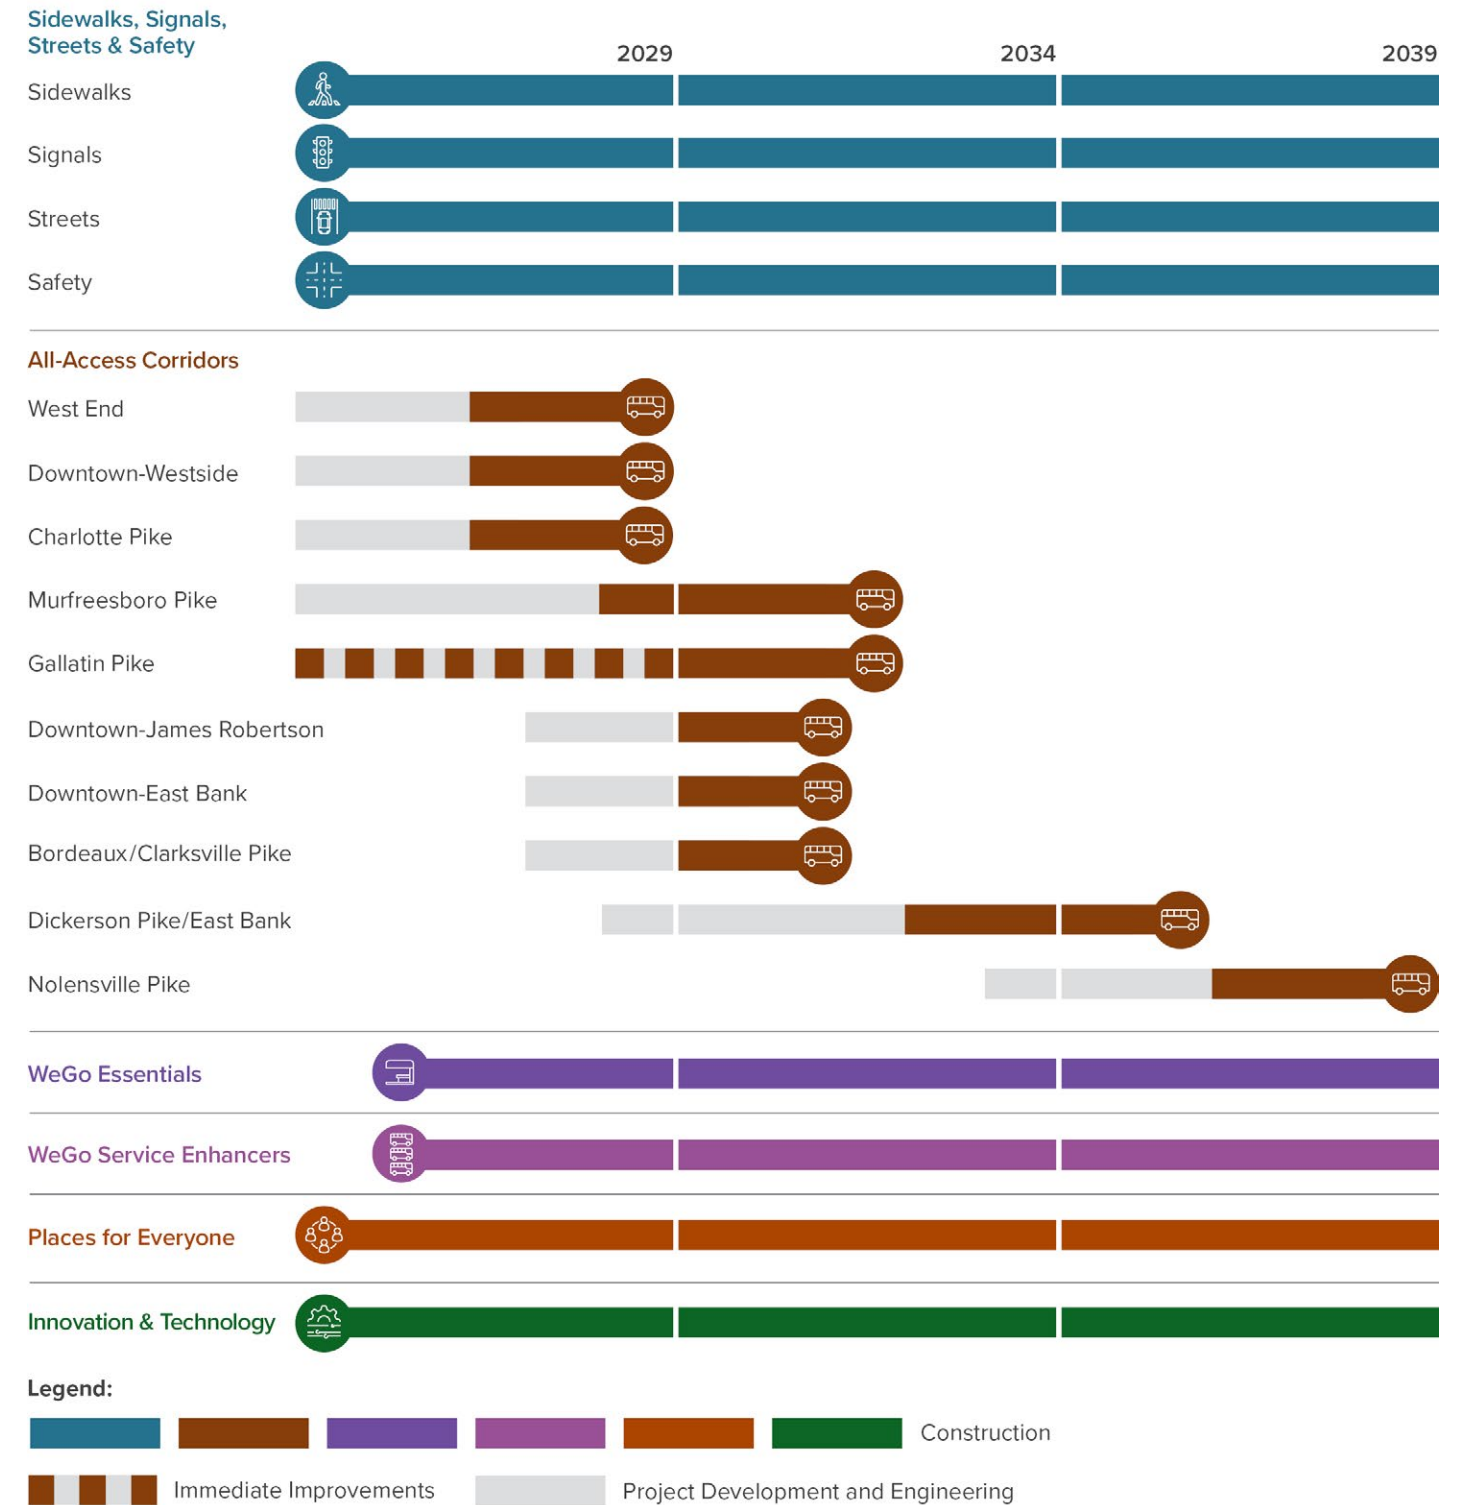 Sidewalks, Signals,
Streets & Safety
2029 2034 2039
Sidewalks
Signals
Streets
Safety
All-Access Corridors
West End
Downtown-Westside
Charlotte Pike
Murfreesboro Pike
Gallatin Pike
Downtown-James Robertson
Downtown-East Bank
Bordeaux/Clarksville Pike
Dickerson Pike/East Bank
Nolensville Pike
WeGo Essentials
WeGo Service Enhancers
Places for Everyone
Innovation & Technology
Legend:
Construction
Immediate Improvements
Project Development and Engineering